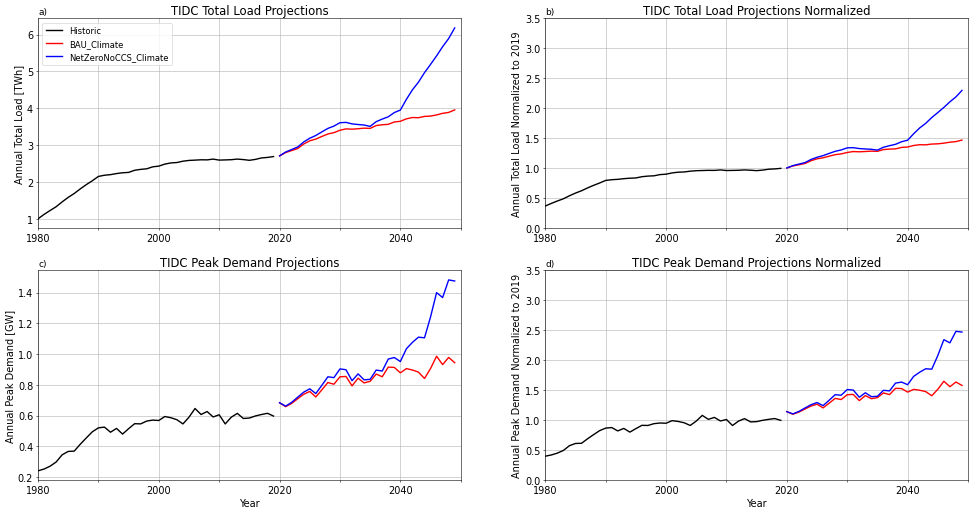 a)
TIDC Total Load Projections
Annual Total Load [TWh]
6
5
4
3
2
1
Historic
BAU_Climate
NetZeroNoCCS_Climate
1980
2000
2020
2040
b)
TIDC Total Load Projections Normalized
Annual Total Load Normalized to 2019
3.5
3.0
2.5
2.0
1.5
1.0
0.5
0.0
1980
2000
2020
2040
c)
TIDC Peak Demand Projections
Annual Peak Demand [GW]
1.4
1.2
1.0
0.8
0.6
0.4
0.2
1980
2000
2020
2040
Year
d)
TIDC Peak Demand Projections Normalized
Annual Peak Demand Normalized to 2019
3.5
3.0
2.5
2.0
1.5
1.0
0.5
0.0
1980
2000
2020
2040
Year